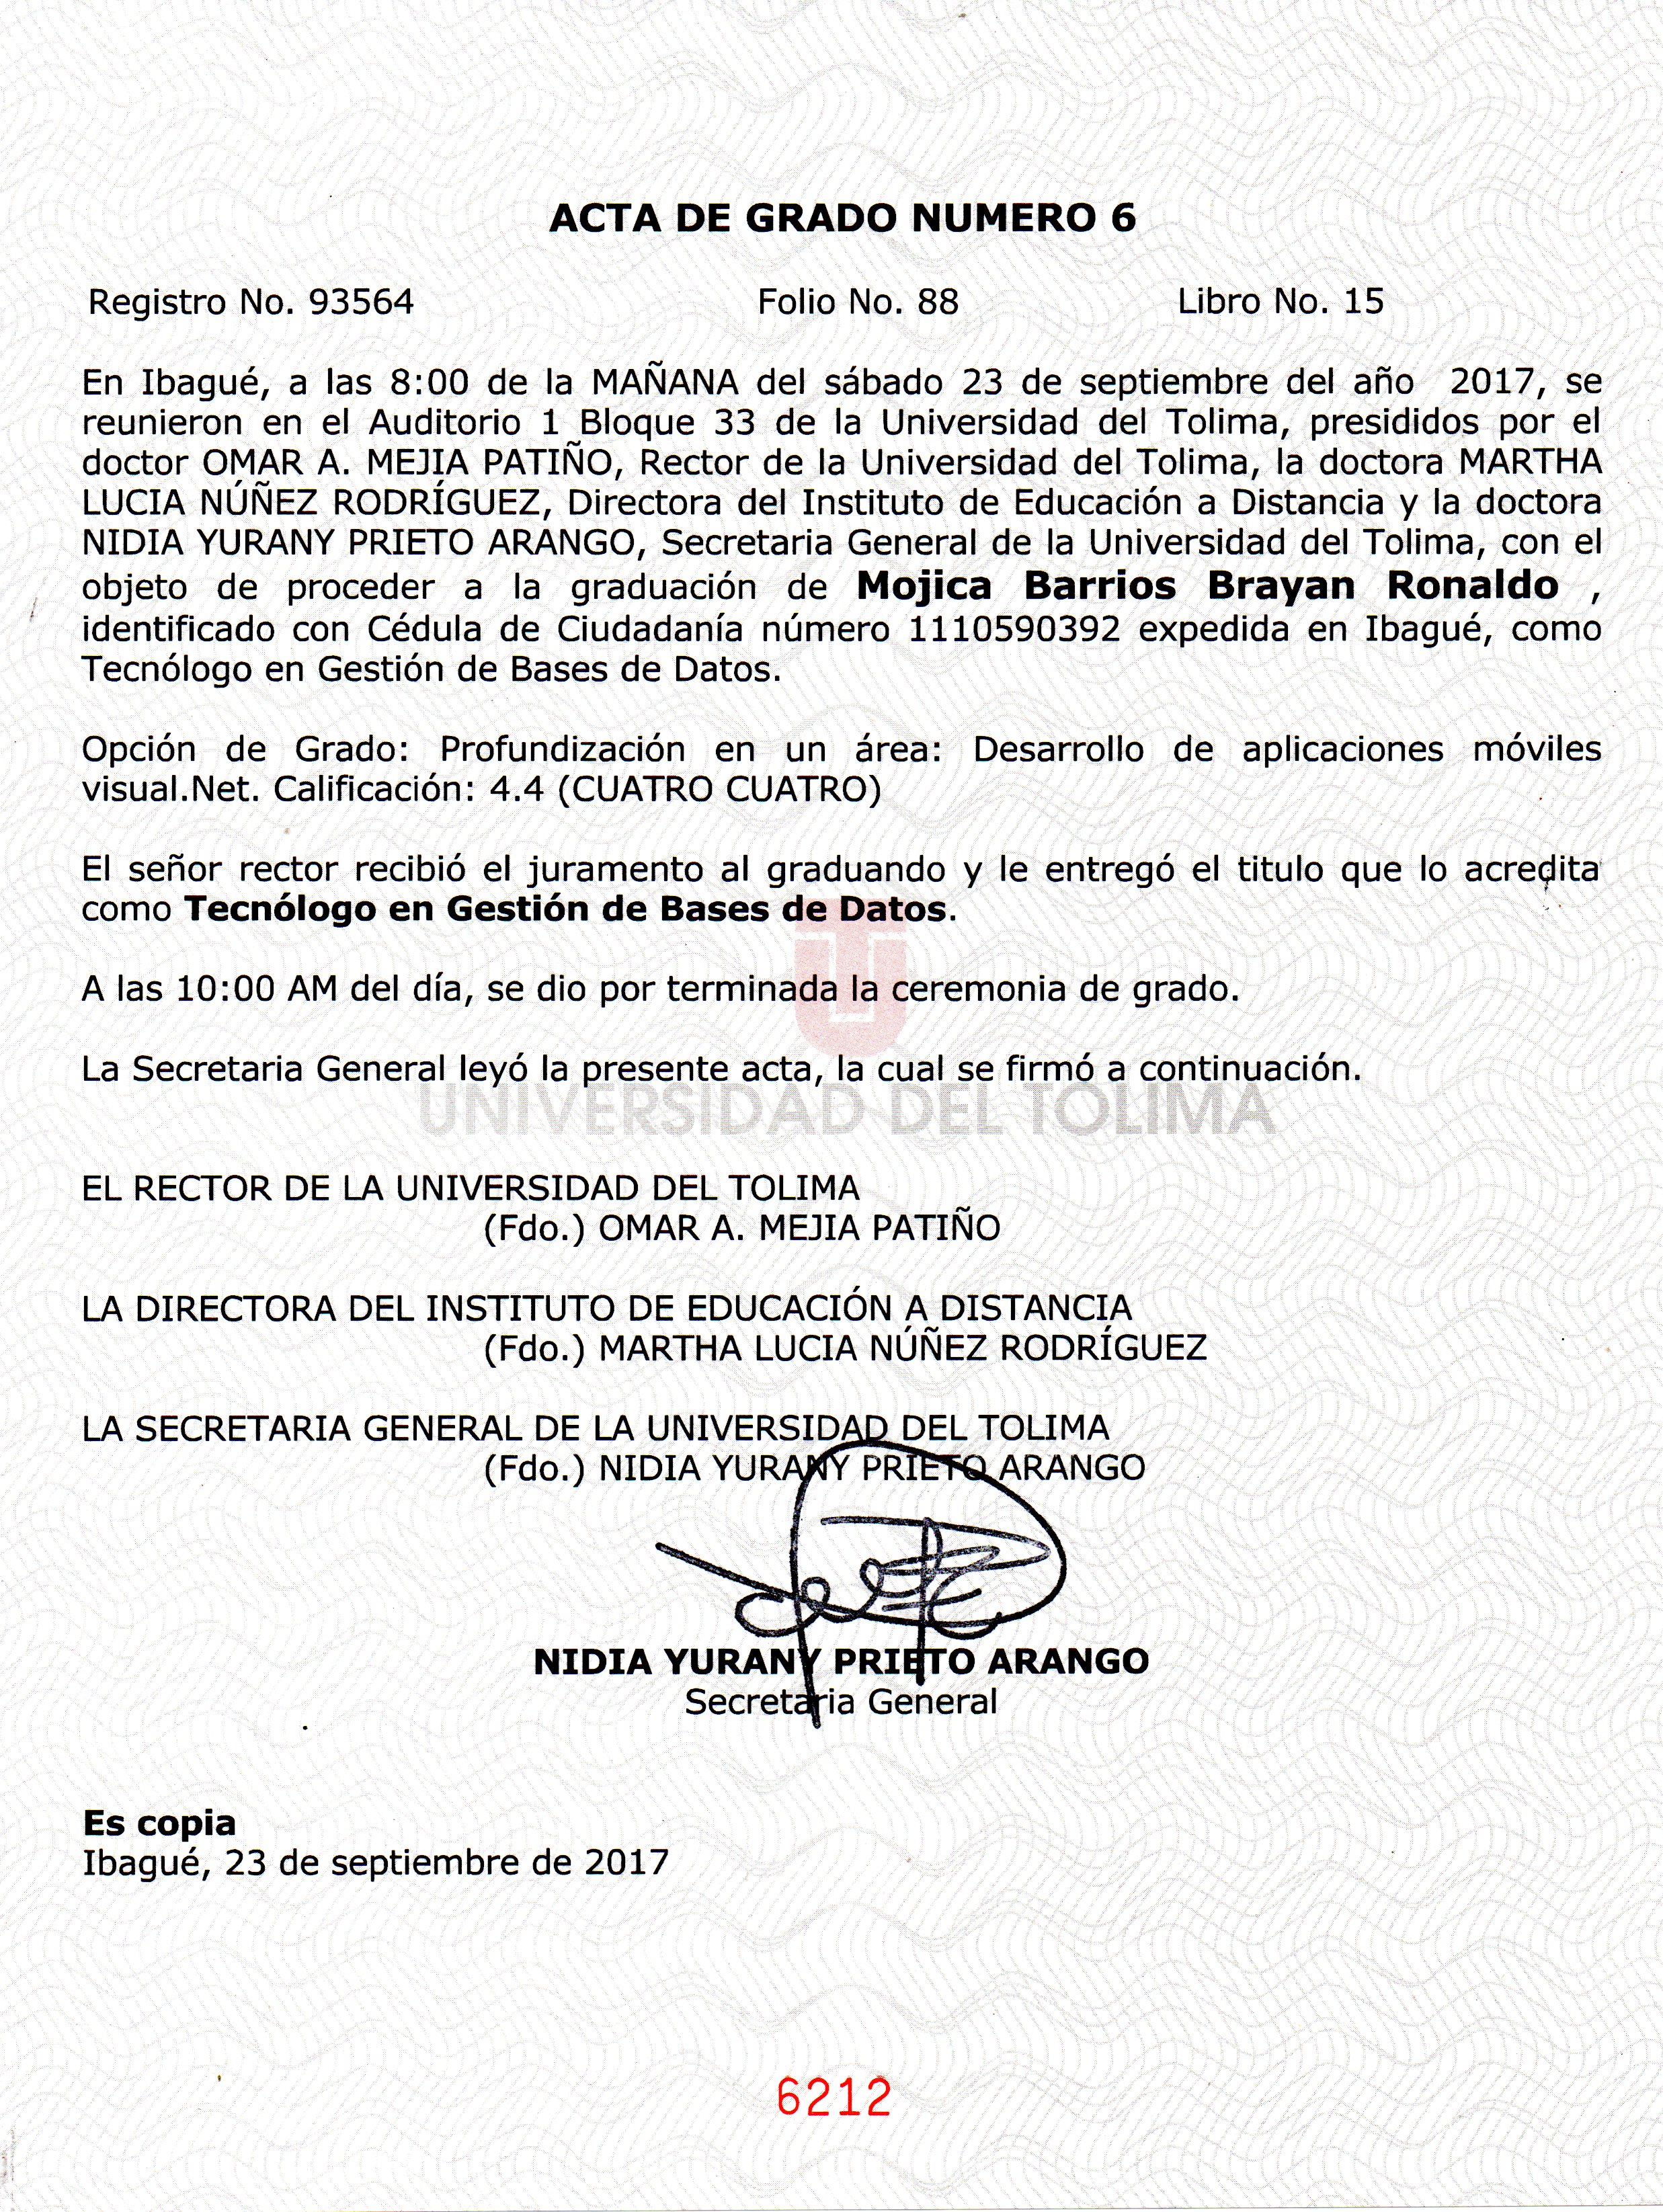 ACTA DE GRADO NUMERO 6
Registro No. 93564 Folio No. 88 Libro No. 15
En Ibagué, a las 8:00 de la MAÑANA del sábado 23 de septiembre del año 2017, se
reunieron en el Auditorio 1 Bloque 33 de la Universidad del Tolima, presididos por el
doctor OMAR A. MEJIA PATIÑO, Rector de la Universidad del Tolima, la doctora MARTHA
LUCIA NÚÑEZ RODRÍGUEZ, Directora del Instituto de Educación a Distancia y la doctora
NIDIA YURANY PRIETO ARANGO, Secretaria General de la Universidad del Tolima, con el
objeto de proceder a la graduación de Mojica Barrios Brayan Ronaldo ,
identificado con Cédula de Ciudadanía número 1110590392 expedida en Ibagué, como
Tecnólogo en Gestión de Bases de Datos.
Opción de Grado: Profundización en un área: Desarrollo de aplicaciones móviles
visual.Net. Calificación: 4.4 (CUATRO CUATRO)
El señor rector recibió el juramento al graduando y le entregó el titulo que lo acredita
como Tecnólogo en Gestión de Bases de Datos.
A las 10:00 AM del día, se dio por terminada la ceremonia de grado.
La Secretaria General leyó la presente acta, la cual se firmó a continuación.
UNIVERSIDAD DEL TOLIMA
EL RECTOR DE LA UNIVERSIDAD DEL TOLIMA
(Fdo.) OMAR A. MEJIA PATIÑO
LA DIRECTORA DEL INSTITUTO DE EDUCACIÓN A DISTANCIA
(Fdo.) MARTHA LUCIA NÚÑEZ RODRÍGUEZ
LA SECRETARIA GENERAL DE LA UNIVERSIDAD DEL TOLIMA
(Fdo.) NIDIA YURANY PRIETO ARANGO
NIDIA YURANY PRIETO ARANGO
Secretaria General
Es copia
Ibagué, 23 de septiembre de 2017
6212